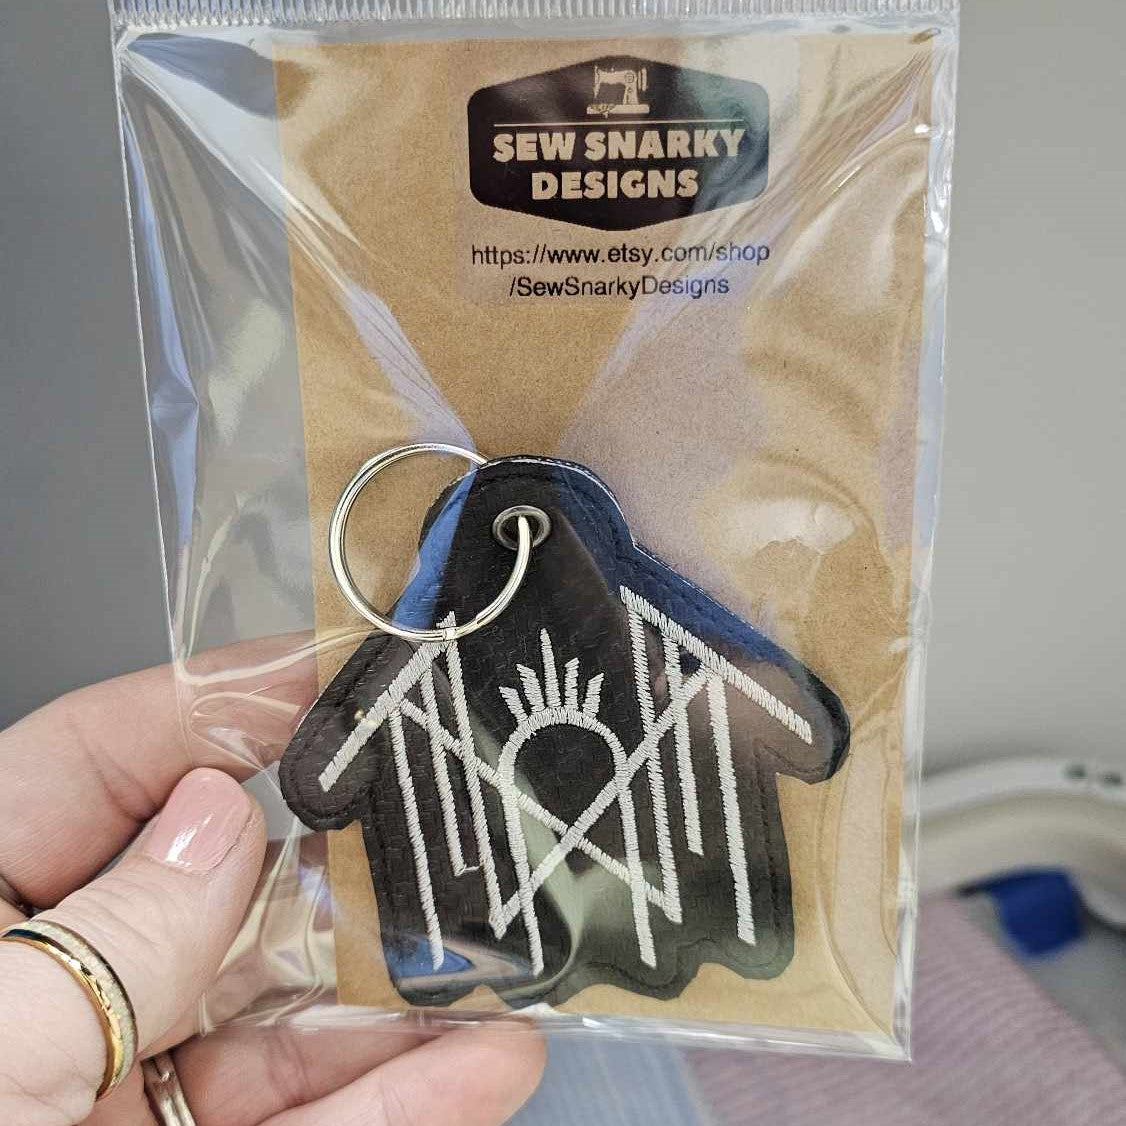 SEW SNARKY
DESIGNS
https://www.etsy.com/shop
/SewSnarkyDesigns